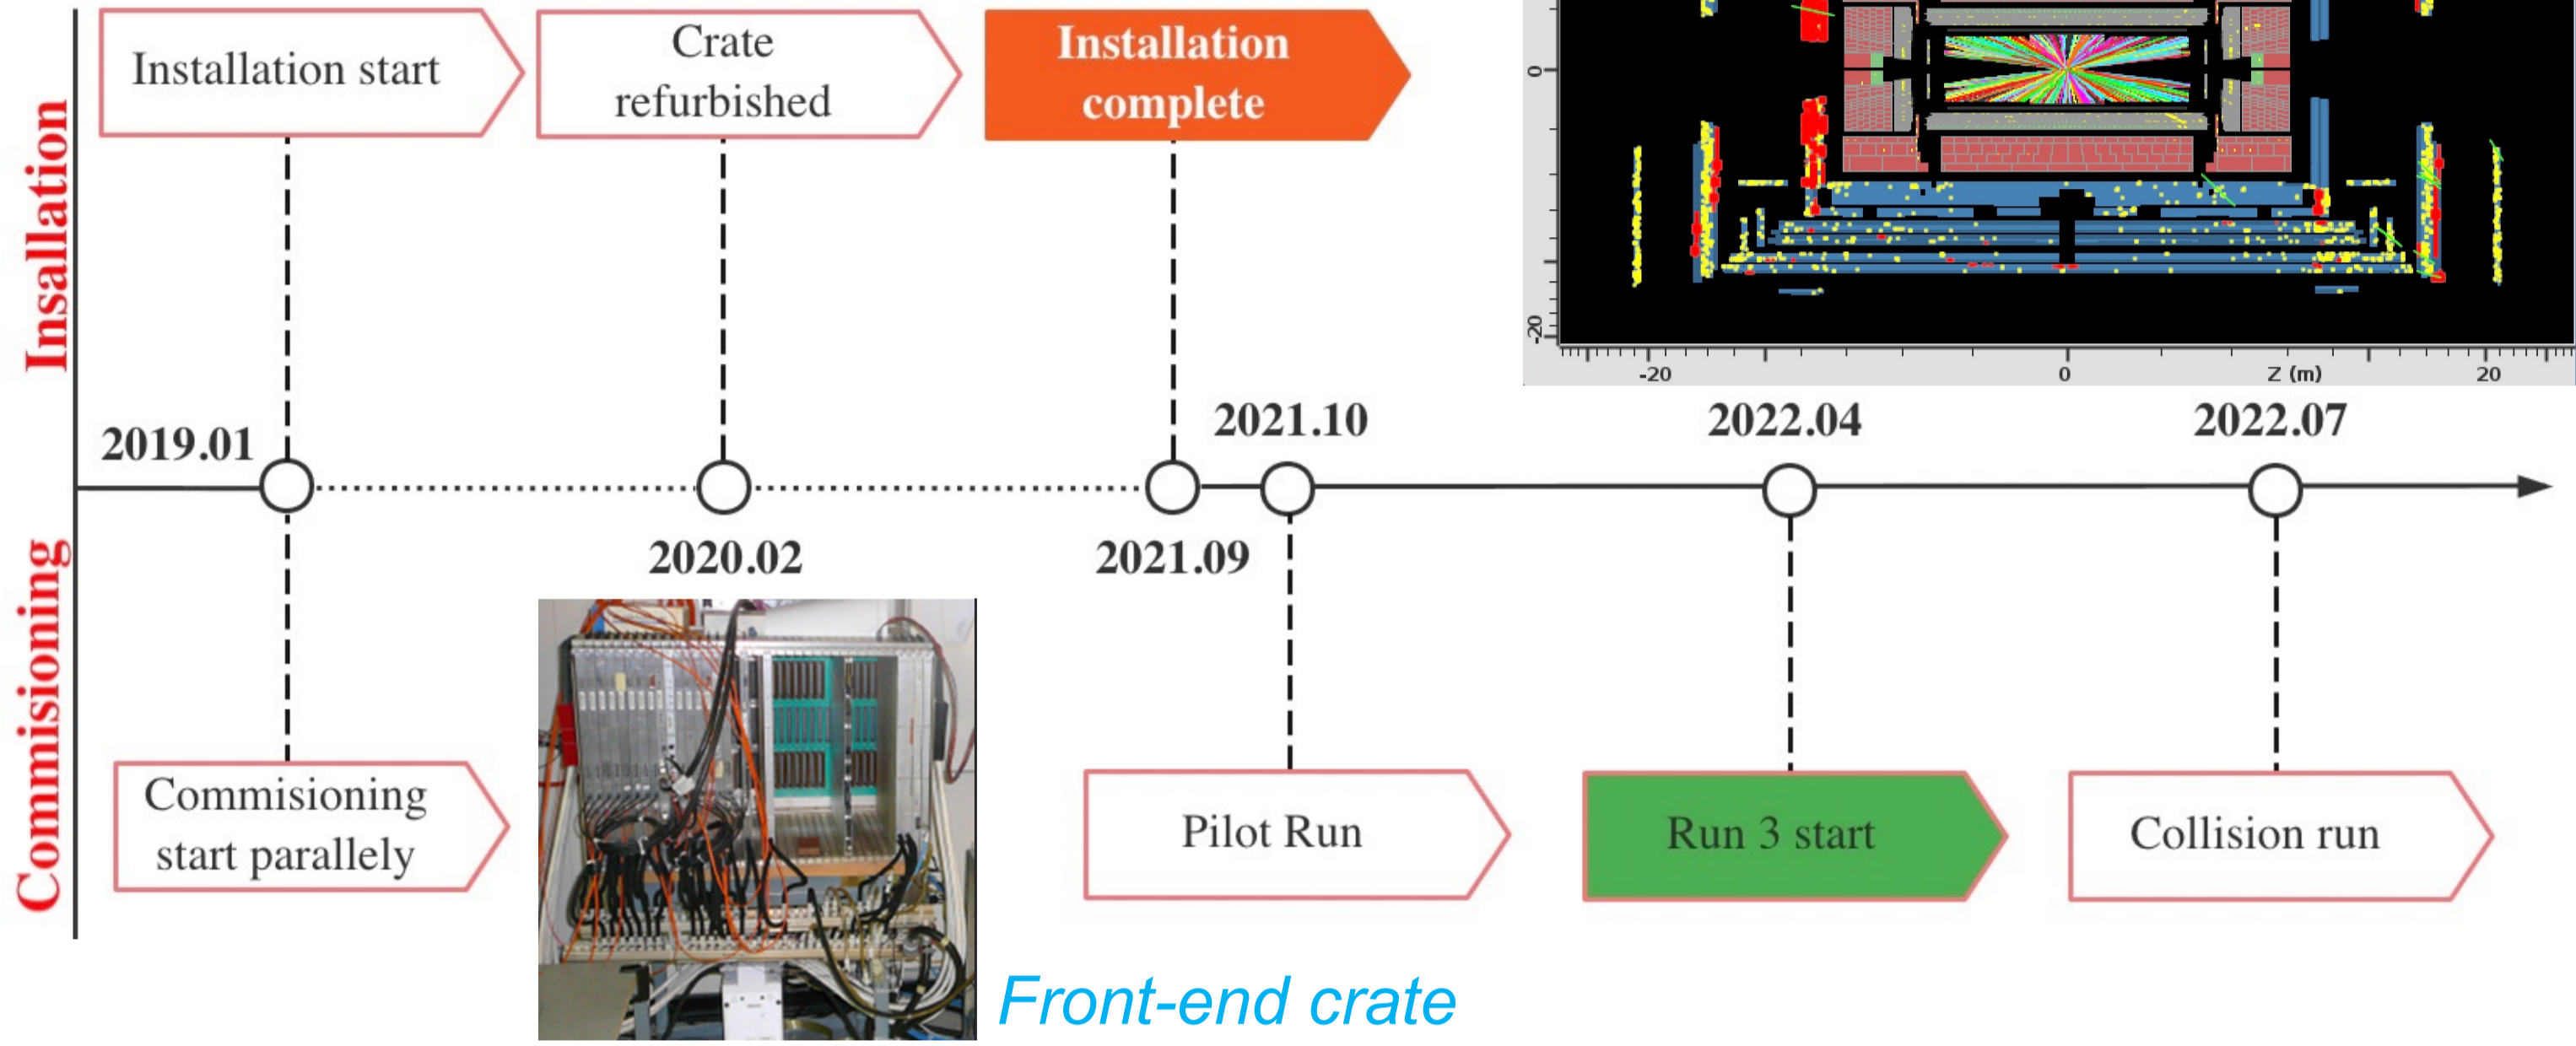 Installation start
Crate
refurbished
Installation
complete
Insallation
0
-20
-20
0
Z (m)
20
2019.01
2021.10
2022.04
2022.07
2020.02
2021.09
Commisioning
Commisioning
start parallely
Pilot Run
Run 3 start
Collision run
Front-end crate